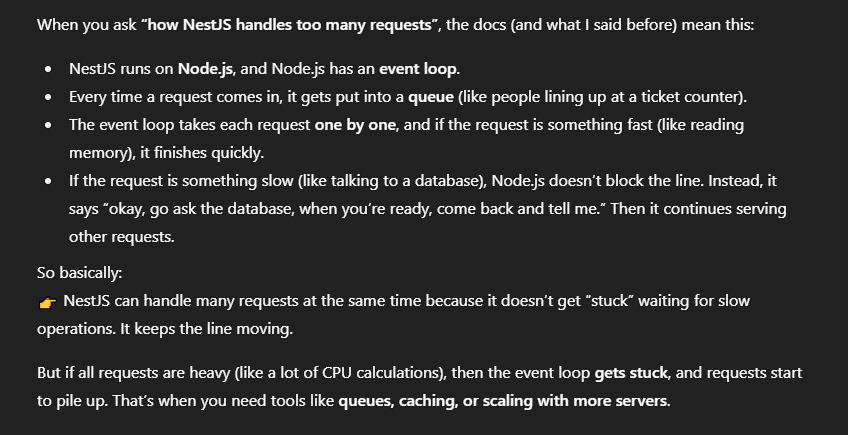 When you ask “how NestJS handles too many requests”, the docs (and what I said before) mean this:
• NestJS runs on Node.js, and Node.js has an event loop.
• Every time a request comes in, it gets put into a queue (like people lining up at a ticket counter).
• The event loop takes each request one by one, and if the request is something fast (like reading
memory), it finishes quickly.
• If the request is something slow (like talking to a database), Node.js doesn’t block the line. Instead, it
says “okay, go ask the database, when you’re ready, come back and tell me.” Then it continues serving
other requests.
So basically:
👉 NestJS can handle many requests at the same time because it doesn’t get “stuck” waiting for slow
operations. It keeps the line moving.
But if all requests are heavy (like a lot of CPU calculations), then the event loop gets stuck, and requests start
to pile up. That’s when you need tools like queues, caching, or scaling with more servers.